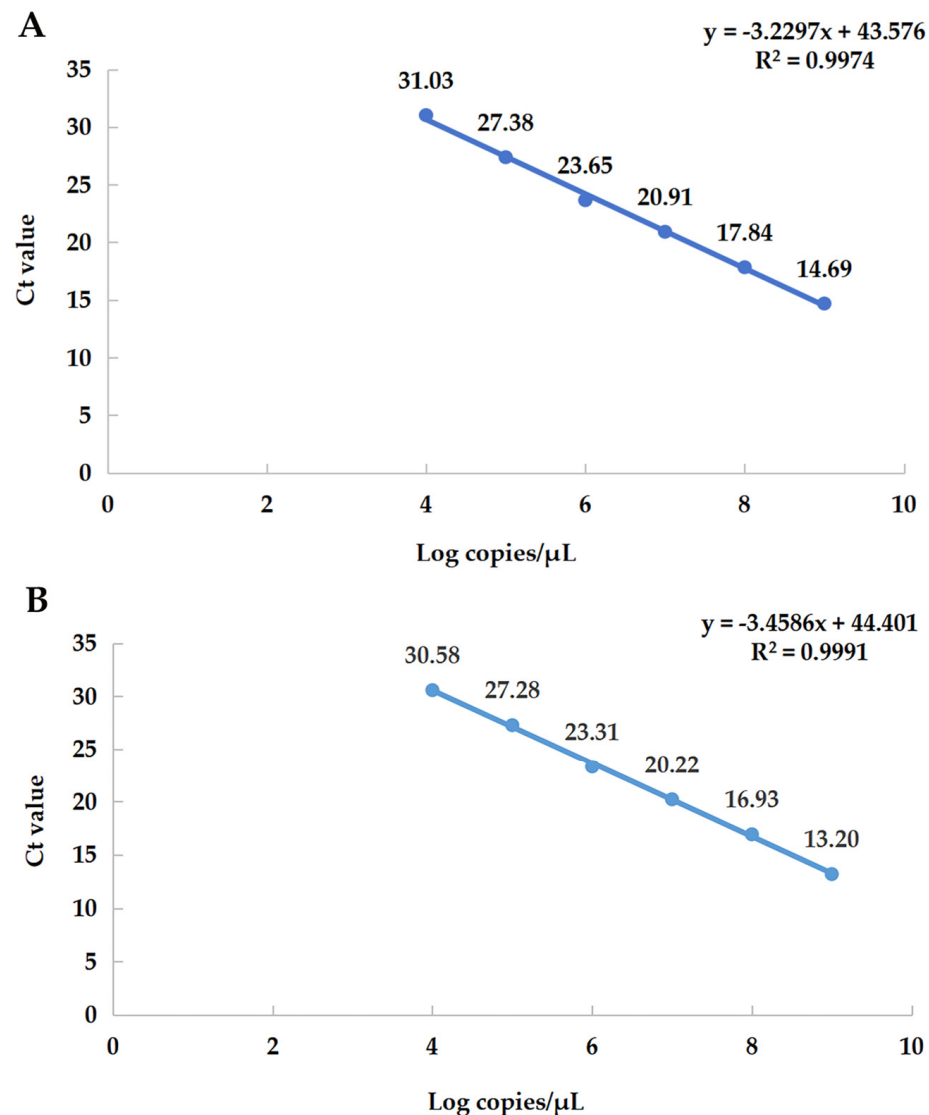 A
y = -3.2297x + 43.576
R² = 0.9974
35
30
25
20
15
10
5
0
31.03
27.38
23.65
20.91
17.84
14.69
0 2 4 6 8 10
Ct value
Log copies/µL
B
y = -3.4586x + 44.401
R² = 0.9991
35
30
25
20
15
10
5
0
30.58
27.28
23.31
20.22
16.93
13.20
0 2 4 6 8 10
Ct value
Log copies/µL